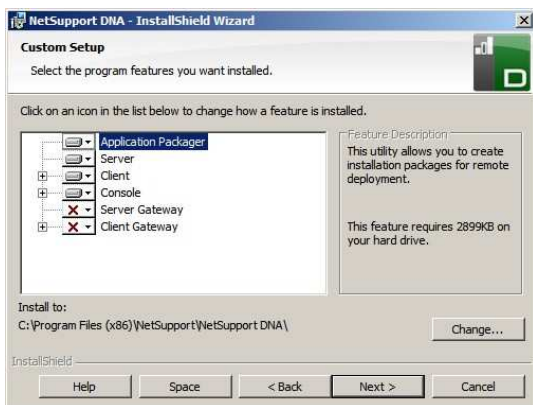 NetSupport DNA - InstallShield Wizard
Custom Setup
Select the program features you want installed.
D
Click on an icon in the list below to change how a feature is installed.
Application Packager
Server
Client
Console
Server Gateway
Client Gateway
Feature Description
This utility allows you to create
installation packages for remote
deployment.
This feature requires 2899KB on
your hard drive.
Install to:
C:\Program Files (x86)\NetSupport\NetSupport DNA\
Change...
InstallShield
Help
Space
< Back
Next >
Cancel